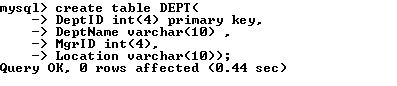 mysql> create table DEPT(
    -> DeptID int(4) primary key,
    -> DeptName varchar(10) ,
    -> MgrID int(4),
    -> Location varchar(10));
Query OK, 0 rows affected (0.44 sec)